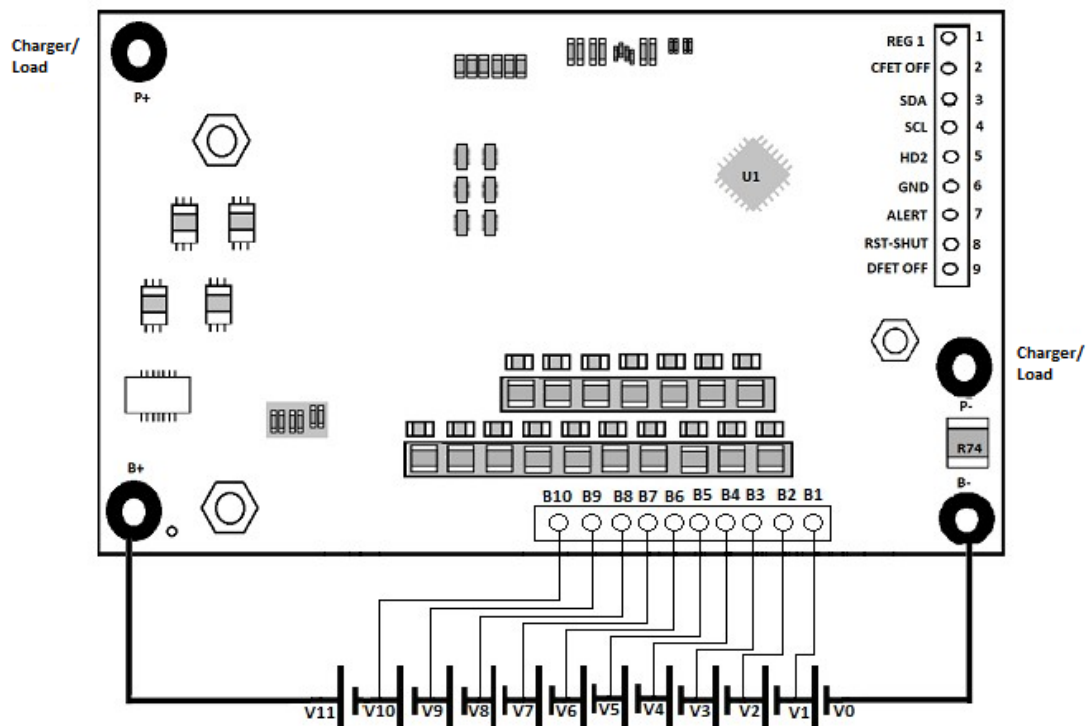 Charger/
Load
P+
REG 1 1
CFET OFF 2
SDA 3
SCL 4
HD2 5
GND 6
ALERT 7
RST-SHUT 8
DFET OFF 9
U1
Charger/
Load
P-
R74
B+
B-
B10 B9 B8 B7 B6 B5 B4 B3 B2 B1
V11 V10 V9 V8 V7 V6 V5 V4 V3 V2 V1 V0